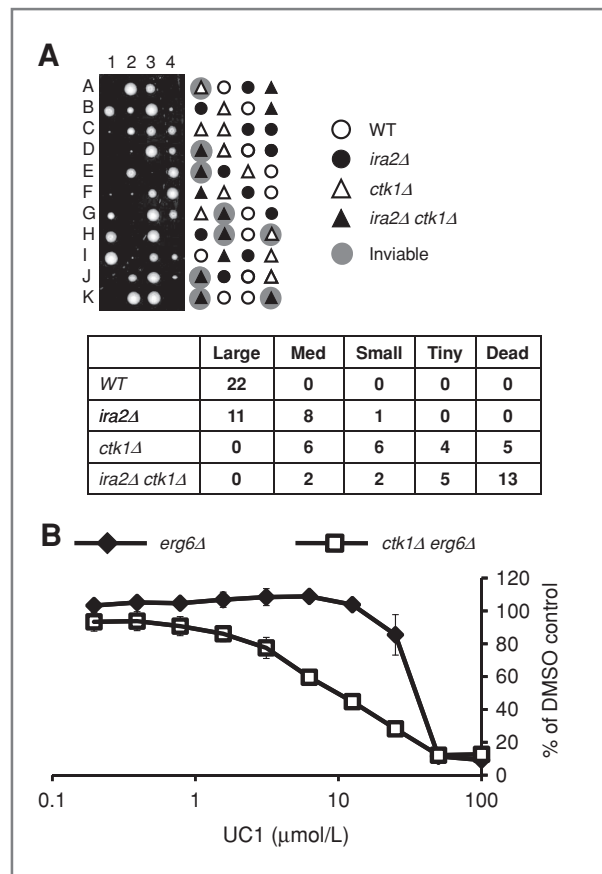 A
1 2 3 4
A
B
C
D
E
F
G
H
I
J
K
WT
ira2Δ
ctk1Δ
ira2Δ ctk1Δ
Inviable
Large Med Small Tiny Dead
WT 22 0 0 0 0
ira2Δ 11 8 1 0 0
ctk1Δ 0 6 6 4 5
ira2Δ ctk1Δ 0 2 2 5 13
B
erg6Δ ctk1Δ erg6Δ
120
100
80
60
40
20
0
% of DMSO control
0.1 1 10 100
UC1 (μmol/L)